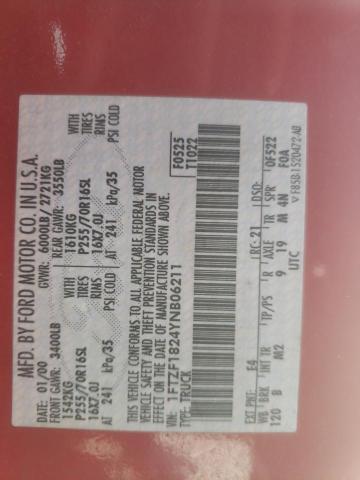 MFD. BY FORD MOTOR CO. IN U.S.A.
DATE: 01/00 GVWR: 6000LB/ 2721KG
FRONT GAWR: 3400LB REAR GAWR: 3550LB
1542KG WITH 1610KG WITH
P255/70R16SL TIRES P255/70R16SL TIRES
16X7.0J RIMS 16X7.0J RIMS
AT 241 kPa/35 PSI COLD AT 241 kPa/35 PSI COLD
THIS VEHICLE CONFORMS TO ALL APPLICABLE FEDERAL MOTOR
VEHICLE SAFETY AND THEFT PREVENTION STANDARDS IN
EFFECT ON THE DATE OF MANUFACTURE SHOWN ABOVE.
VIN: 1FTZF1824YNB06211 F0525
TYPE: TRUCK T1022
EXT PNT: E4 RC: 21 DSO:
WB BRK INT TR TP/PS R AXLE TR SPR 0F522
120 B M2 9 19 M 4N F0A
UTC F85B-1520472-AB